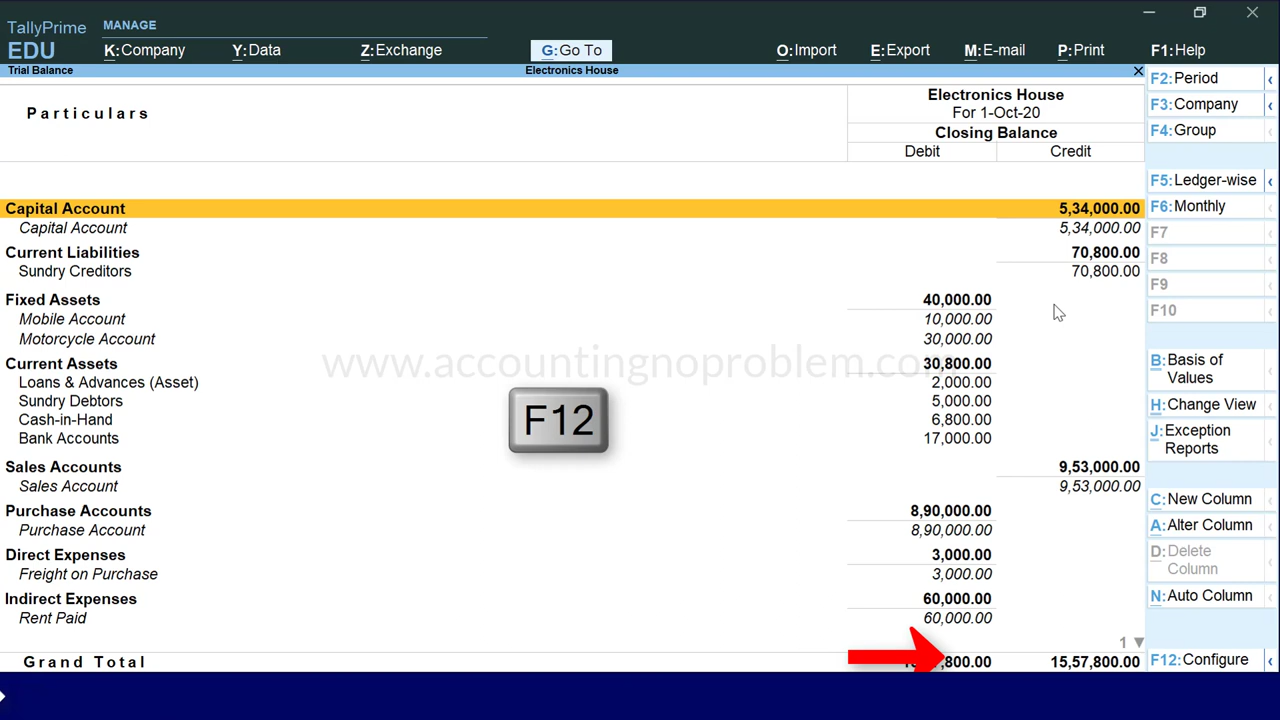 TallyPrime MANAGE
EDU K:Company Y:Data Z:Exchange G:Go To O:Import E:Export M:E-mail P:Print F1:Help
Trial Balance Electronics House
Particulars
Electronics House
For 1-Oct-20
Closing Balance
Debit Credit
Capital Account 5,34,000.00
Capital Account 5,34,000.00
Current Liabilities 70,800.00
Sundry Creditors 70,800.00
Fixed Assets 40,000.00
Mobile Account 10,000.00
Motorcycle Account 30,000.00
Current Assets 30,800.00
Loans & Advances (Asset) 2,000.00
Sundry Debtors 5,000.00
Cash-in-Hand 6,800.00
Bank Accounts 17,000.00
Sales Accounts 9,53,000.00
Sales Account 9,53,000.00
Purchase Accounts 8,90,000.00
Purchase Account 8,90,000.00
Direct Expenses 3,000.00
Freight on Purchase 3,000.00
Indirect Expenses 60,000.00
Rent Paid 60,000.00
1
Grand Total 15,57,800.00
www.accountingnoproblem.com
F12
F2:Period
F3:Company
F4:Group
F5:Ledger-wise
F6:Monthly
F7
F8
F9
F10
B:Basis of
Values
H:Change View
J:Exception
Reports
C:New Column
A:Alter Column
D:Delete
Column
N:Auto Column
F12:Configure